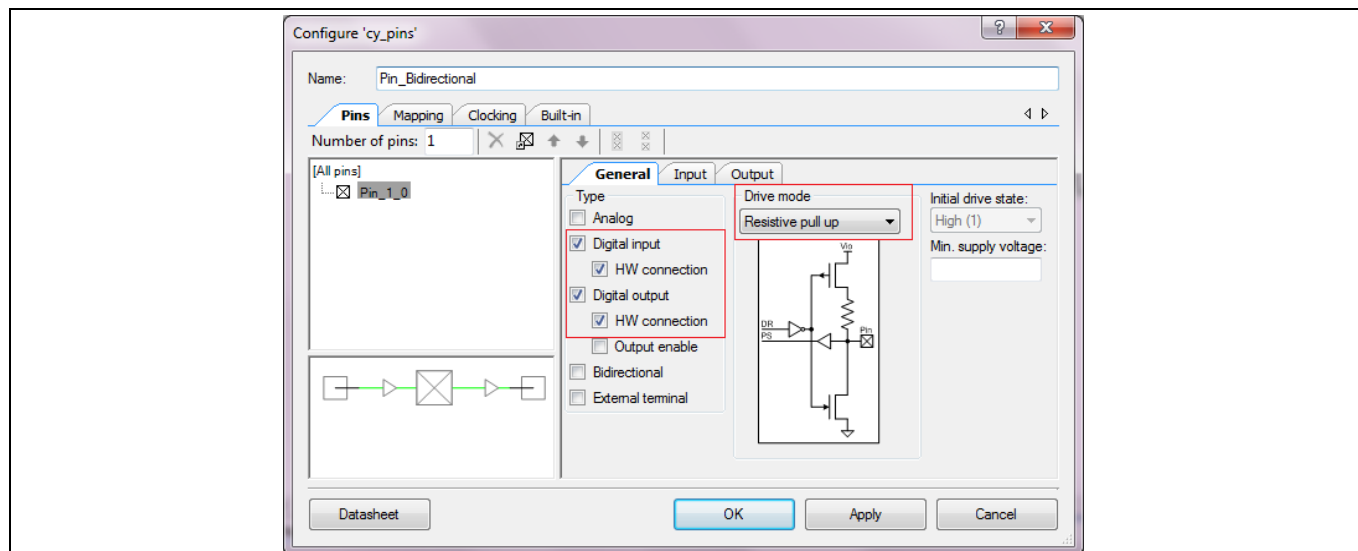 Configure 'cy_pins'
Name: Pin_Bidirectional
Pins Mapping Clocking Built-in
Number of pins: 1
[All pins]
Pin_1_0
General Input Output
Type
Analog
Digital input
HW connection
Digital output
HW connection
Output enable
Bidirectional
External terminal
Drive mode
Resistive pull up
Vio
DR
PS
Pin
Initial drive state:
High (1)
Min. supply voltage:
Datasheet OK Apply Cancel